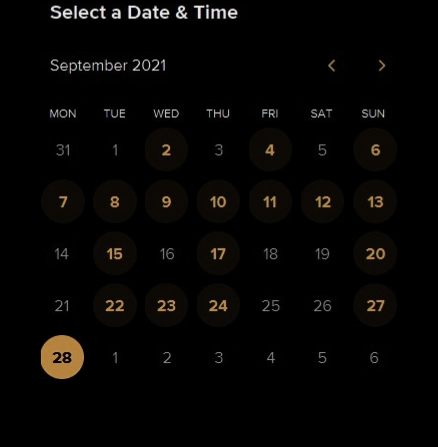 Select a Date & Time
September 2021
MON TUE WED THU FRI SAT SUN
31 1 2 3 4 5 6
7 8 9 10 11 12 13
14 15 16 17 18 19 20
21 22 23 24 25 26 27
28 1 2 3 4 5 6